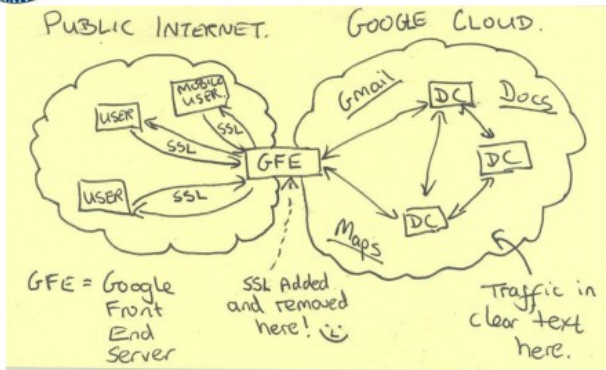 PUBLIC INTERNET.
GOOGLE CLOUD.
MOBILE
USER.
USER
SSL
SSL
USER
SSL
GFE
Gmail
DC
Docs
DC
DC
Maps
GFE = Google
Front
End
Server
SSL Added
and removed
here!
Traffic in
clear text
here.